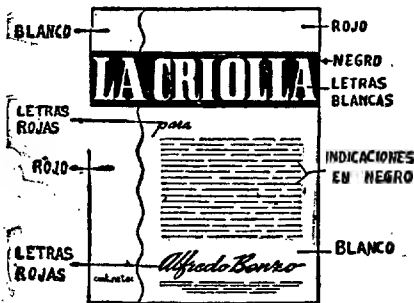 BLANCO
ROJO
NEGRO
LA CRIOLLA
LETRAS
BLANCAS
LETRAS
ROJAS
para
ROJO
INDICACIONES
EN NEGRO
BLANCO
LETRAS
ROJAS
Alfredo Bonzo